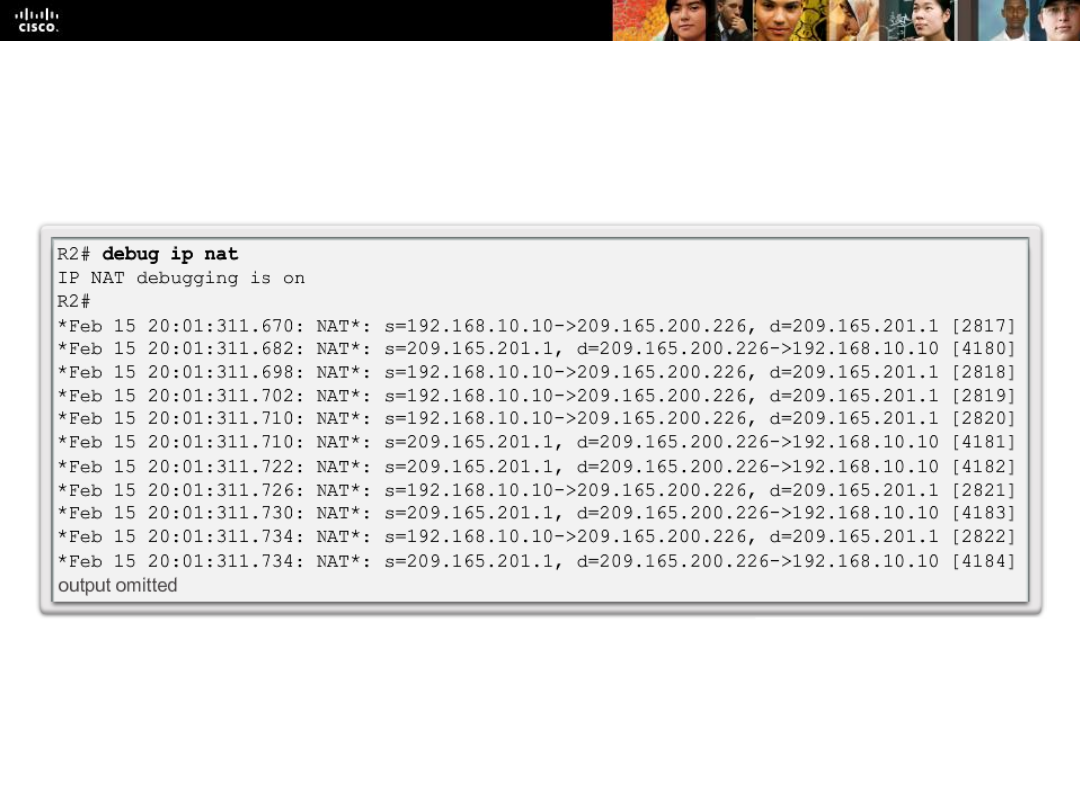 CISCO.
R2# debug ip nat
IP NAT debugging is on
R2#
*Feb 15 20:01:311.670: NAT*: s=192.168.10.10->209.165.200.226, d=209.165.201.1 [2817]
*Feb 15 20:01:311.682: NAT*: s=209.165.201.1, d=209.165.200.226->192.168.10.10 [4180]
*Feb 15 20:01:311.698: NAT*: s=192.168.10.10->209.165.200.226, d=209.165.201.1 [2818]
*Feb 15 20:01:311.702: NAT*: s=192.168.10.10->209.165.200.226, d=209.165.201.1 [2819]
*Feb 15 20:01:311.710: NAT*: s=192.168.10.10->209.165.200.226, d=209.165.201.1 [2820]
*Feb 15 20:01:311.710: NAT*: s=209.165.201.1, d=209.165.200.226->192.168.10.10 [4181]
*Feb 15 20:01:311.722: NAT*: s=209.165.201.1, d=209.165.200.226->192.168.10.10 [4182]
*Feb 15 20:01:311.726: NAT*: s=192.168.10.10->209.165.200.226, d=209.165.201.1 [2821]
*Feb 15 20:01:311.730: NAT*: s=209.165.201.1, d=209.165.200.226->192.168.10.10 [4183]
*Feb 15 20:01:311.734: NAT*: s=192.168.10.10->209.165.200.226, d=209.165.201.1 [2822]
*Feb 15 20:01:311.734: NAT*: s=209.165.201.1, d=209.165.200.226->192.168.10.10 [4184]
output omitted